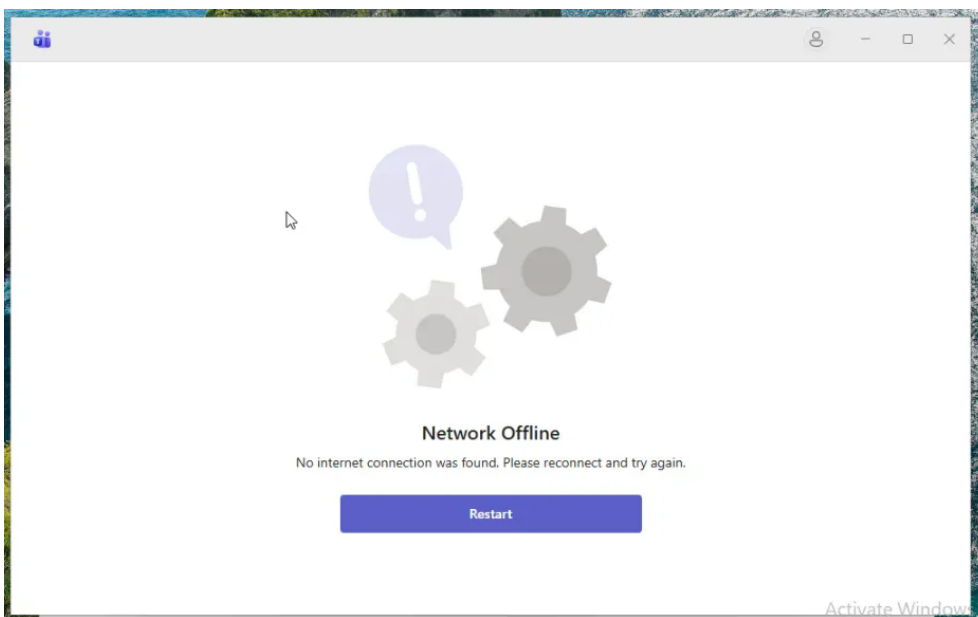 Network Offline
No internet connection was found. Please reconnect and try again.
Restart
Activate Windows